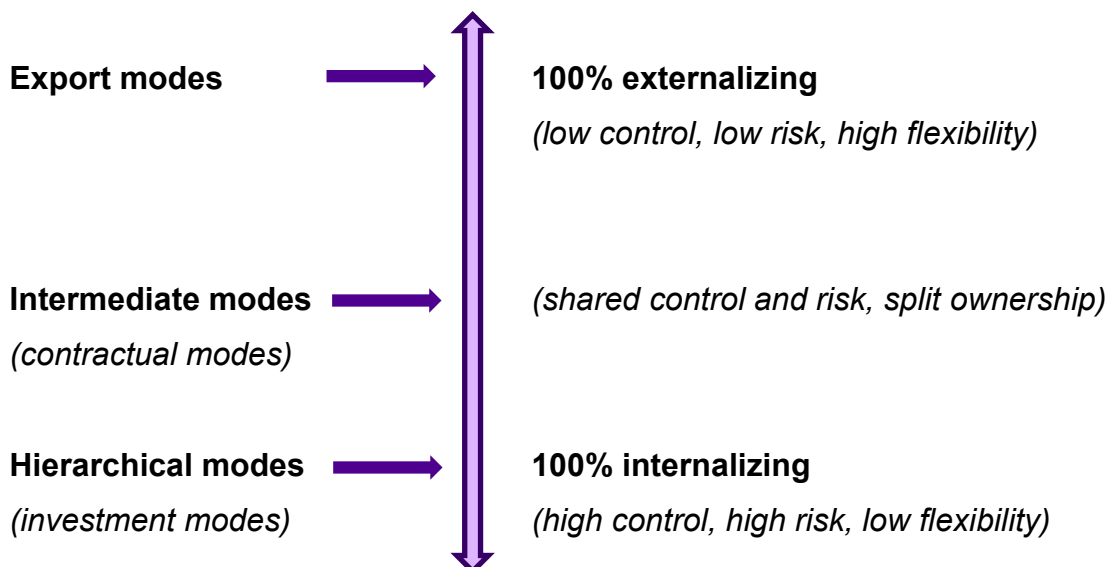 Export modes
100% externalizing
(low control, low risk, high flexibility)
Intermediate modes
(shared control and risk, split ownership)
(contractual modes)
Hierarchical modes
100% internalizing
(investment modes)
(high control, high risk, low flexibility)